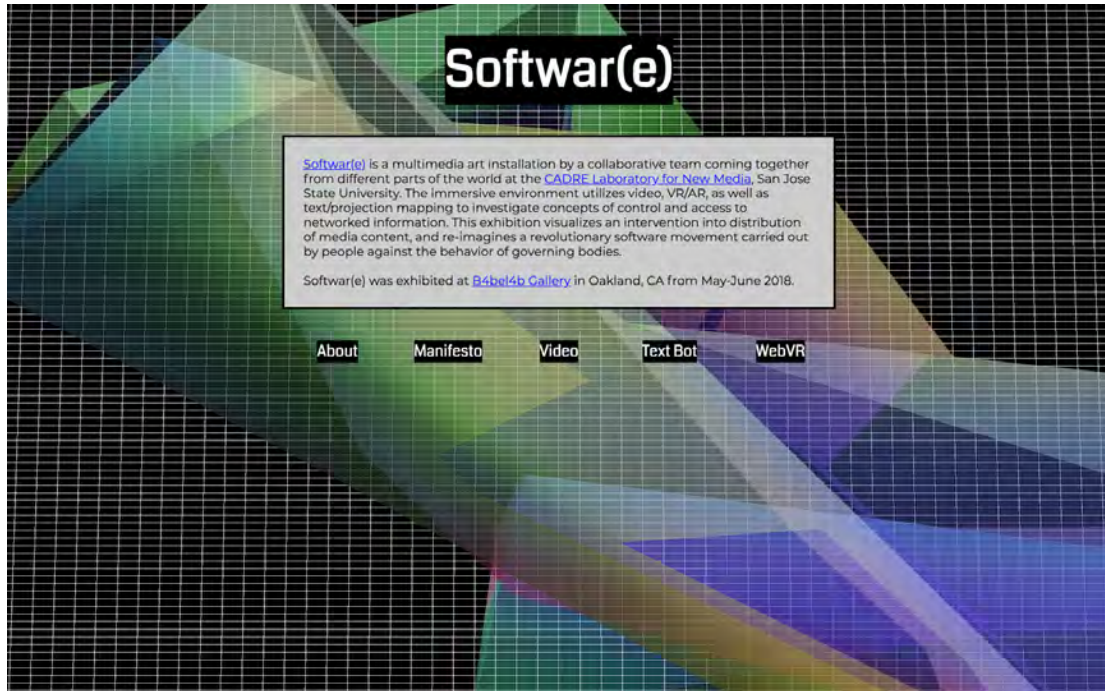 Softwar(e)
Softwar(e) is a multimedia art installation by a collaborative team coming together
from different parts of the world at the CADRE Laboratory for New Media, San Jose
State University. The immersive environment utilizes video, VR/AR, as well as
text/projection mapping to investigate concepts of control and access to
networked information. This exhibition visualizes an intervention into distribution
of media content, and re-imagines a revolutionary software movement carried out
by people against the behavior of governing bodies.
Softwar(e) was exhibited at B4bel4b Gallery in Oakland, CA from May-June 2018.
About Manifesto Video Text Bot WebVR